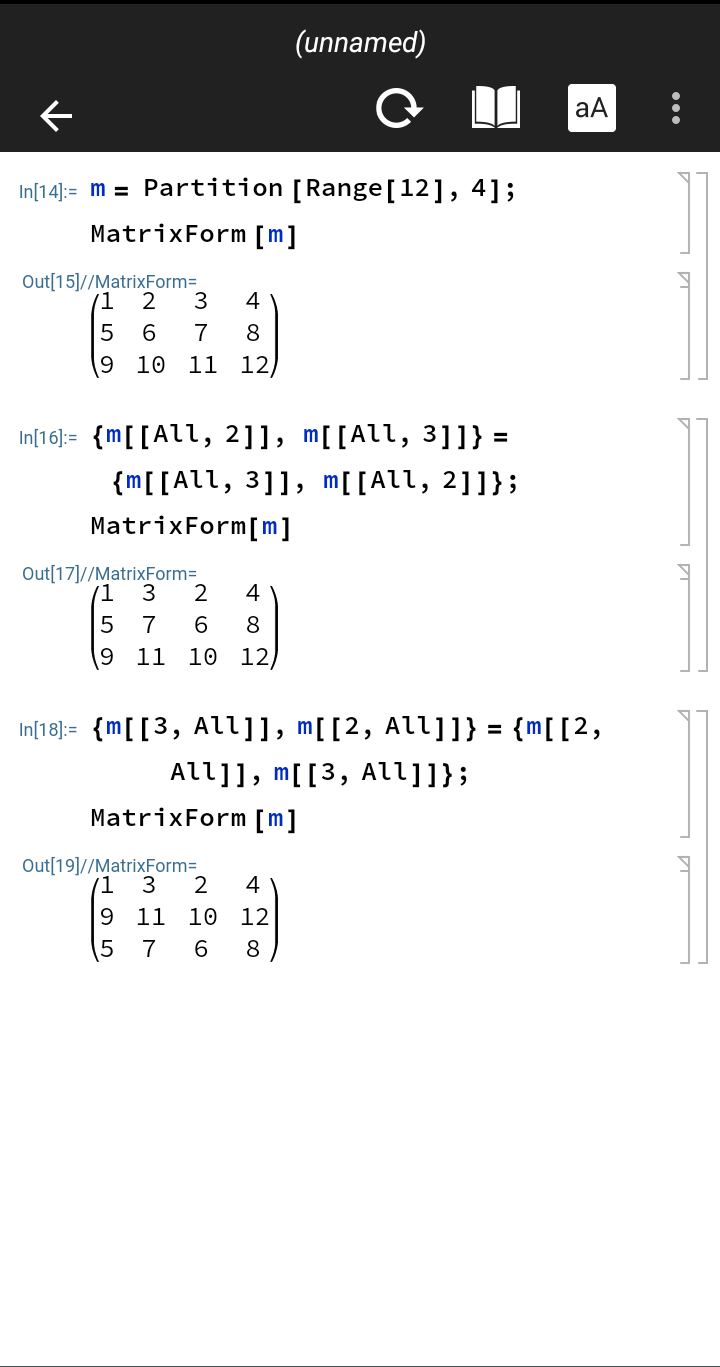 (unnamed)
aA
In[14]:= m = Partition[Range[12], 4];
MatrixForm[m]
Out[15]//MatrixForm=
1 2 3 4
5 6 7 8
9 10 11 12
In[16]:= {m[[All, 2]], m[[All, 3]]} =
{m[[All, 3]], m[[All, 2]]};
MatrixForm[m]
Out[17]//MatrixForm=
1 3 2 4
5 7 6 8
9 11 10 12
In[18]:= {m[[3, All]], m[[2, All]]} = {m[[2,
All]], m[[3, All]]};
MatrixForm[m]
Out[19]//MatrixForm=
1 3 2 4
9 11 10 12
5 7 6 8